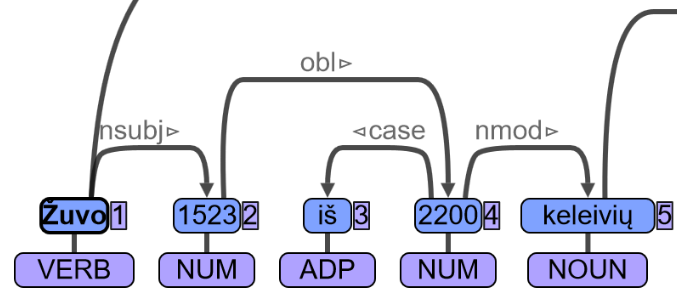 obl▹
nsubj▹ ◃case nmod▹
Žuvo 1 1523 2 iš 3 2200 4 keleivių 5
VERB NUM ADP NUM NOUN